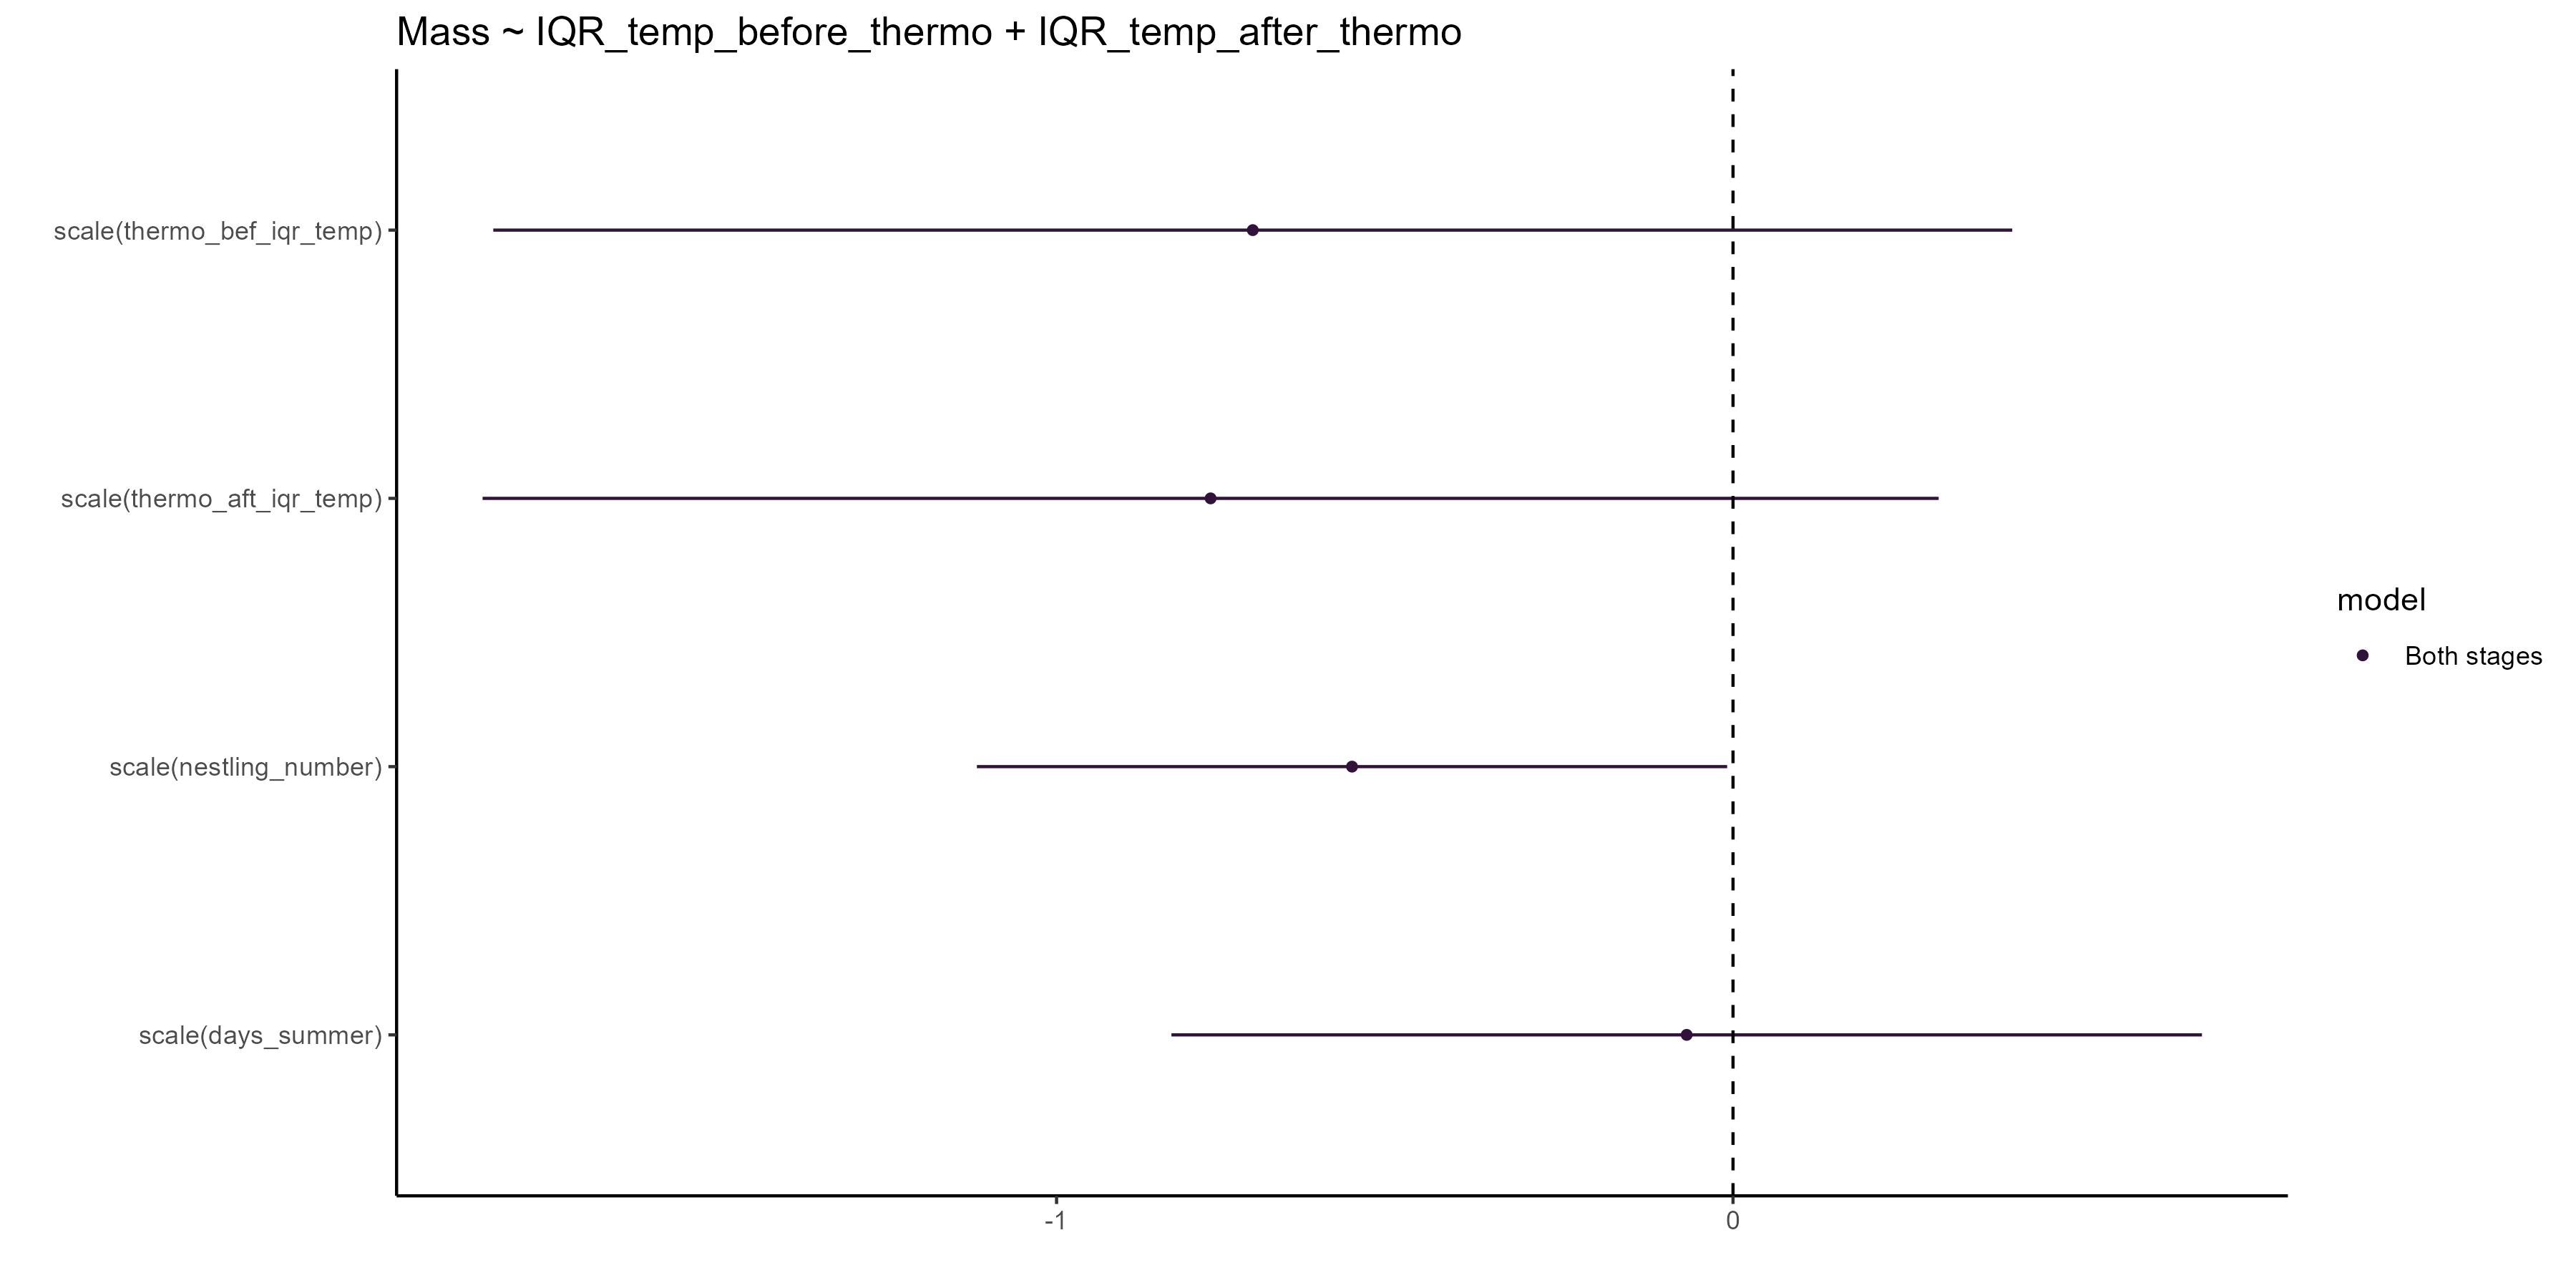 Mass ~ IQR_temp_before_thermo + IQR_temp_after_thermo
scale(thermo_bef_iqr_temp)
scale(thermo_aft_iqr_temp)
scale(nestling_number)
scale(days_summer)
-1
0
model
Both stages